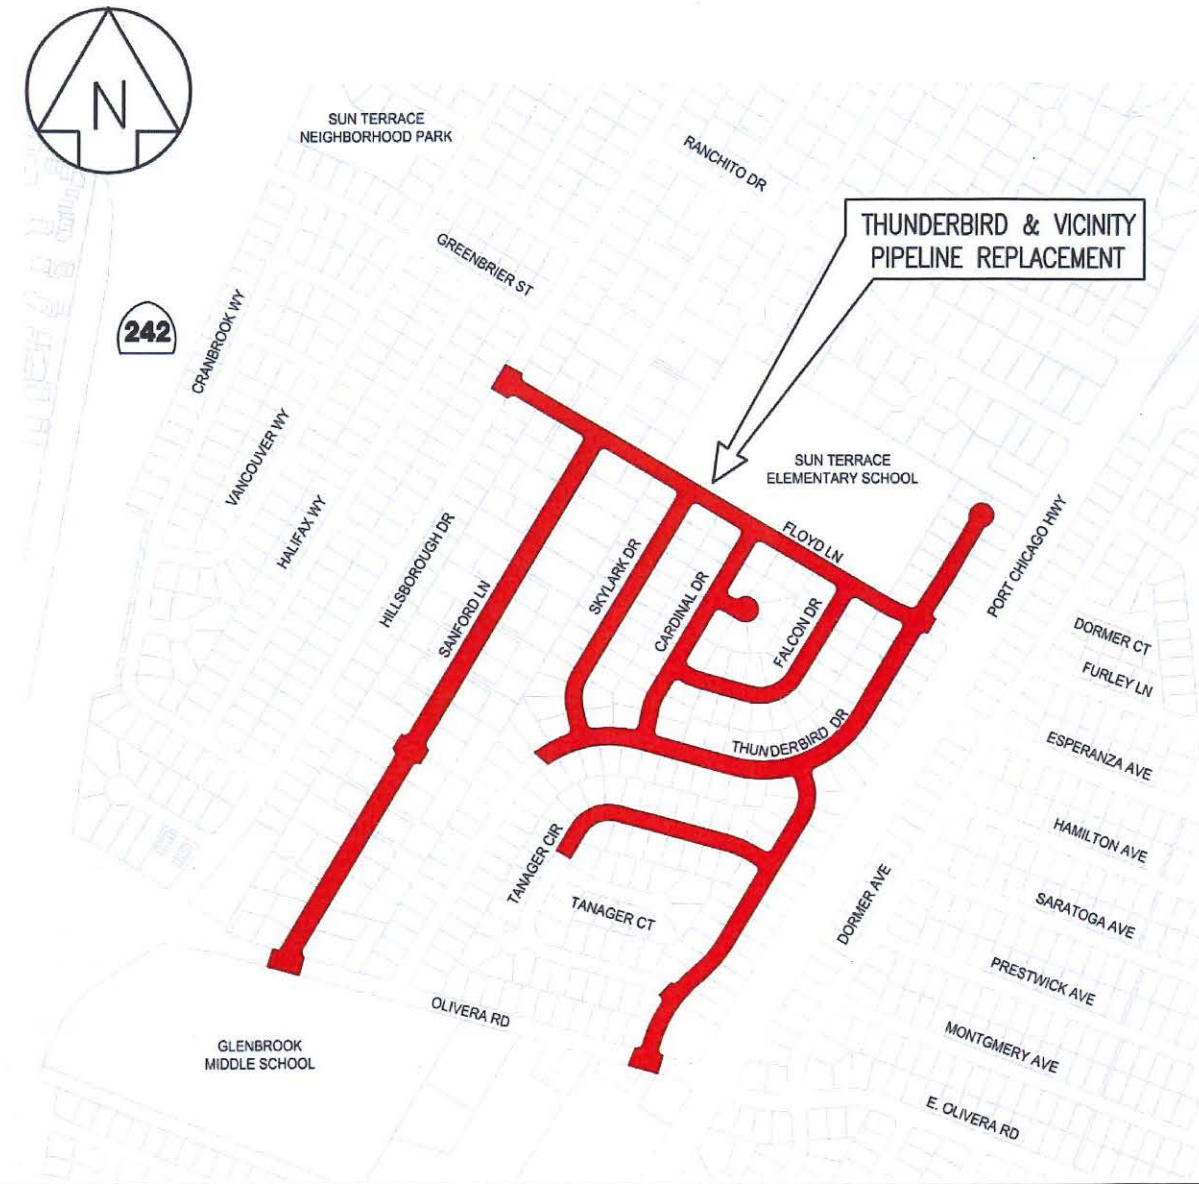 N
SUN TERRACE
NEIGHBORHOOD PARK
RANCHITO DR
THUNDERBIRD & VICINITY
PIPELINE REPLACEMENT
GREENBRIER ST
242
CRANBROOK WY
VANCOUVER WY
HALIFAX WY
HILLSBOROUGH DR
SANFORD LN
SKYLARK DR
CARDINAL DR
FALCON DR
FLOYD LN
SUN TERRACE
ELEMENTARY SCHOOL
PORT CHICAGO HWY
DORMER CT
FURLEY LN
THUNDERBIRD DR
ESPERANZA AVE
HAMILTON AVE
TANAGER CIR
TANAGER CT
DORMER AVE
SARATOGA AVE
PRESTWICK AVE
OLIVERA RD
MONTGMERY AVE
GLENBROOK
MIDDLE SCHOOL
E. OLIVERA RD